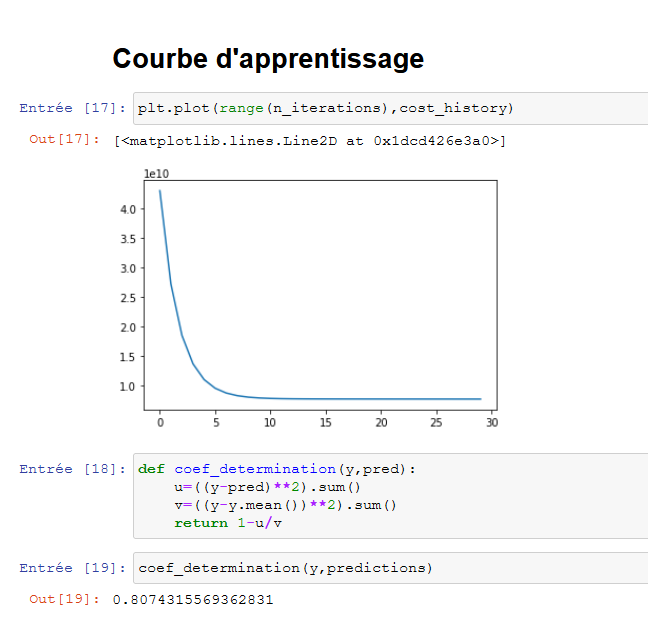 Courbe d'apprentissage
Entrée [17]: plt.plot(range(n_iterations),cost_history)
Out[17]: [<matplotlib.lines.Line2D at 0x1dcd426e3a0>]
1e10
4.0
3.5
3.0
2.5
2.0
1.5
1.0
0 5 10 15 20 25 30
Entrée [18]: def coef_determination(y,pred):
    u=((y-pred)**2).sum()
    v=((y-y.mean())**2).sum()
    return 1-u/v
Entrée [19]: coef_determination(y,predictions)
Out[19]: 0.8074315569362831